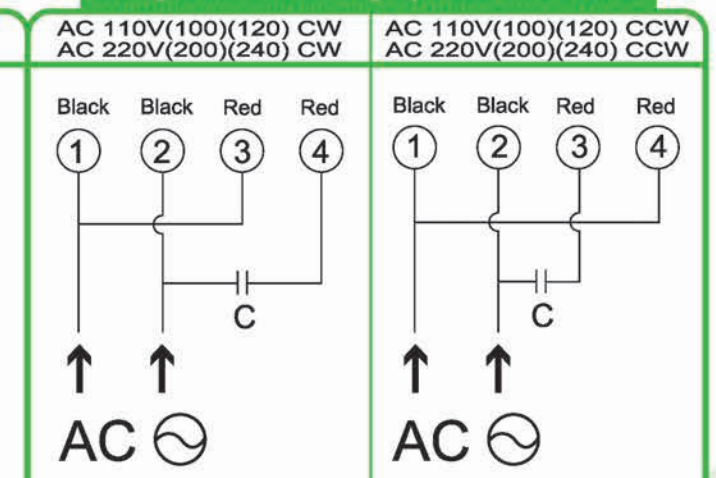 AC 110V(100)(120) CW
AC 220V(200)(240) CW
Black Black Red Red
1 2 3 4
C
AC
AC 110V(100)(120) CCW
AC 220V(200)(240) CCW
Black Black Red Red
1 2 3 4
C
AC